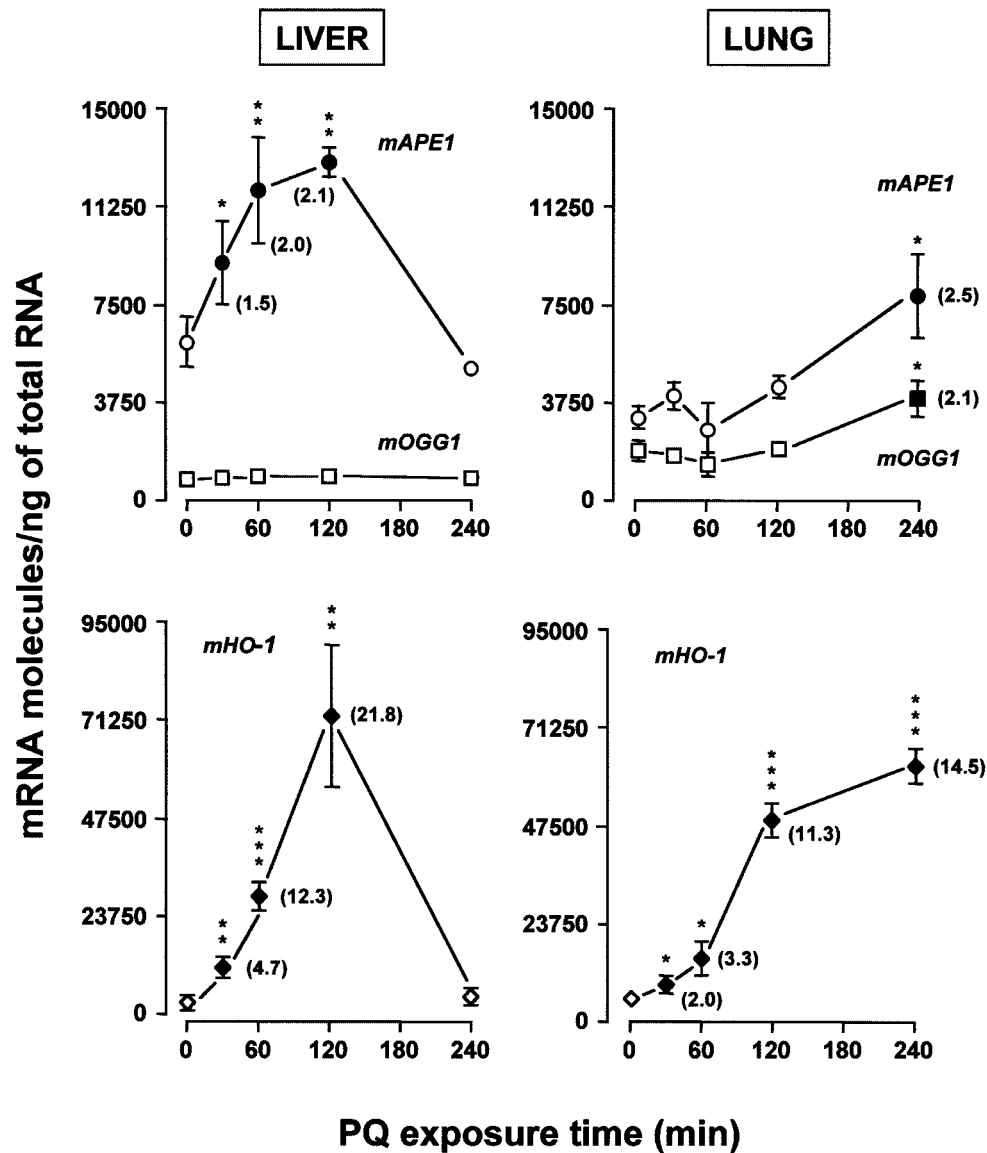 LIVER
LUNG
mRNA molecules/ng of total RNA
15000
11250
7500
3750
0
0 60 120 180 240
* (1.5)
** (2.0)
** (2.1)
mAPE1
mOGG1
15000
11250
7500
3750
0
0 60 120 180 240
mAPE1
* (2.5)
* (2.1)
mOGG1
95000
71250
47500
23750
0
0 60 120 180 240
mHO-1
** (4.7)
*** (12.3)
** (21.8)
95000
71250
47500
23750
0
0 60 120 180 240
mHO-1
* (2.0)
* (3.3)
*** (11.3)
*** (14.5)
PQ exposure time (min)